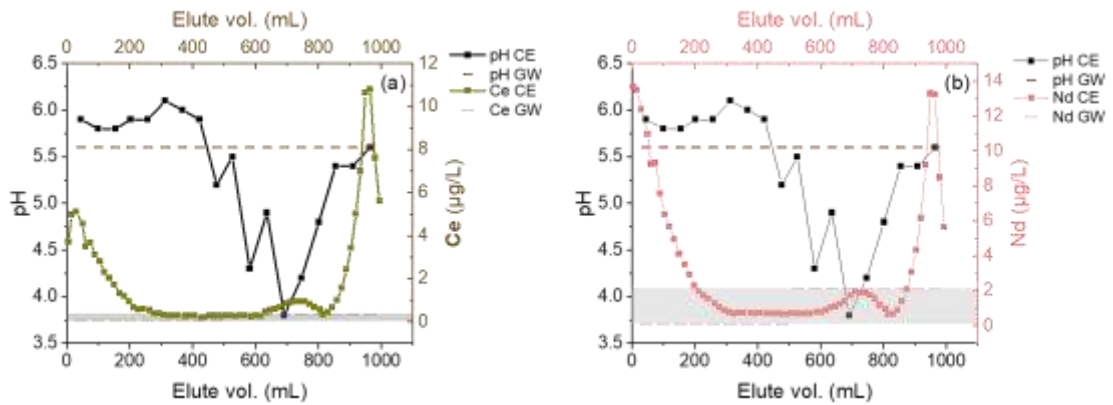 Elute vol. (mL)
0 200 400 600 800 1000
6.5
6.0
5.5
5.0
4.5
4.0
3.5
pH
(a)
12
10
8
6
4
2
0
Ce (µg/L)
pH CE
pH GW
Ce CE
Ce GW
0 200 400 600 800 1000
Elute vol. (mL)
Elute vol. (mL)
0 200 400 600 800 1000
6.5
6.0
5.5
5.0
4.5
4.0
3.5
pH
(b)
14
12
10
8
6
4
2
0
Nd (µg/L)
pH CE
pH GW
Nd CE
Nd GW
0 200 400 600 800 1000
Elute vol. (mL)